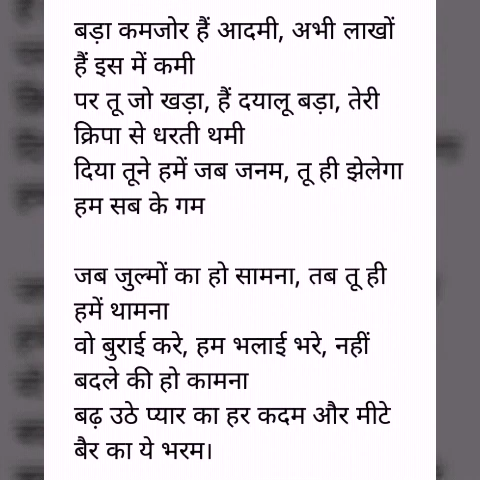 बड़ा कमजोर हैं आदमी, अभी लाखों
हैं इस में कमी
पर तू जो खड़ा, हैं दयालू बड़ा, तेरी
क्रिपा से धरती थमी
दिया तूने हमें जब जनम, तू ही झेलेगा
हम सब के गम
जब जुल्मों का हो सामना, तब तू ही
हमें थामना
वो बुराई करे, हम भलाई भरे, नहीं
बदले की हो कामना
बढ़ उठे प्यार का हर कदम और मीटे
बैर का ये भरम।